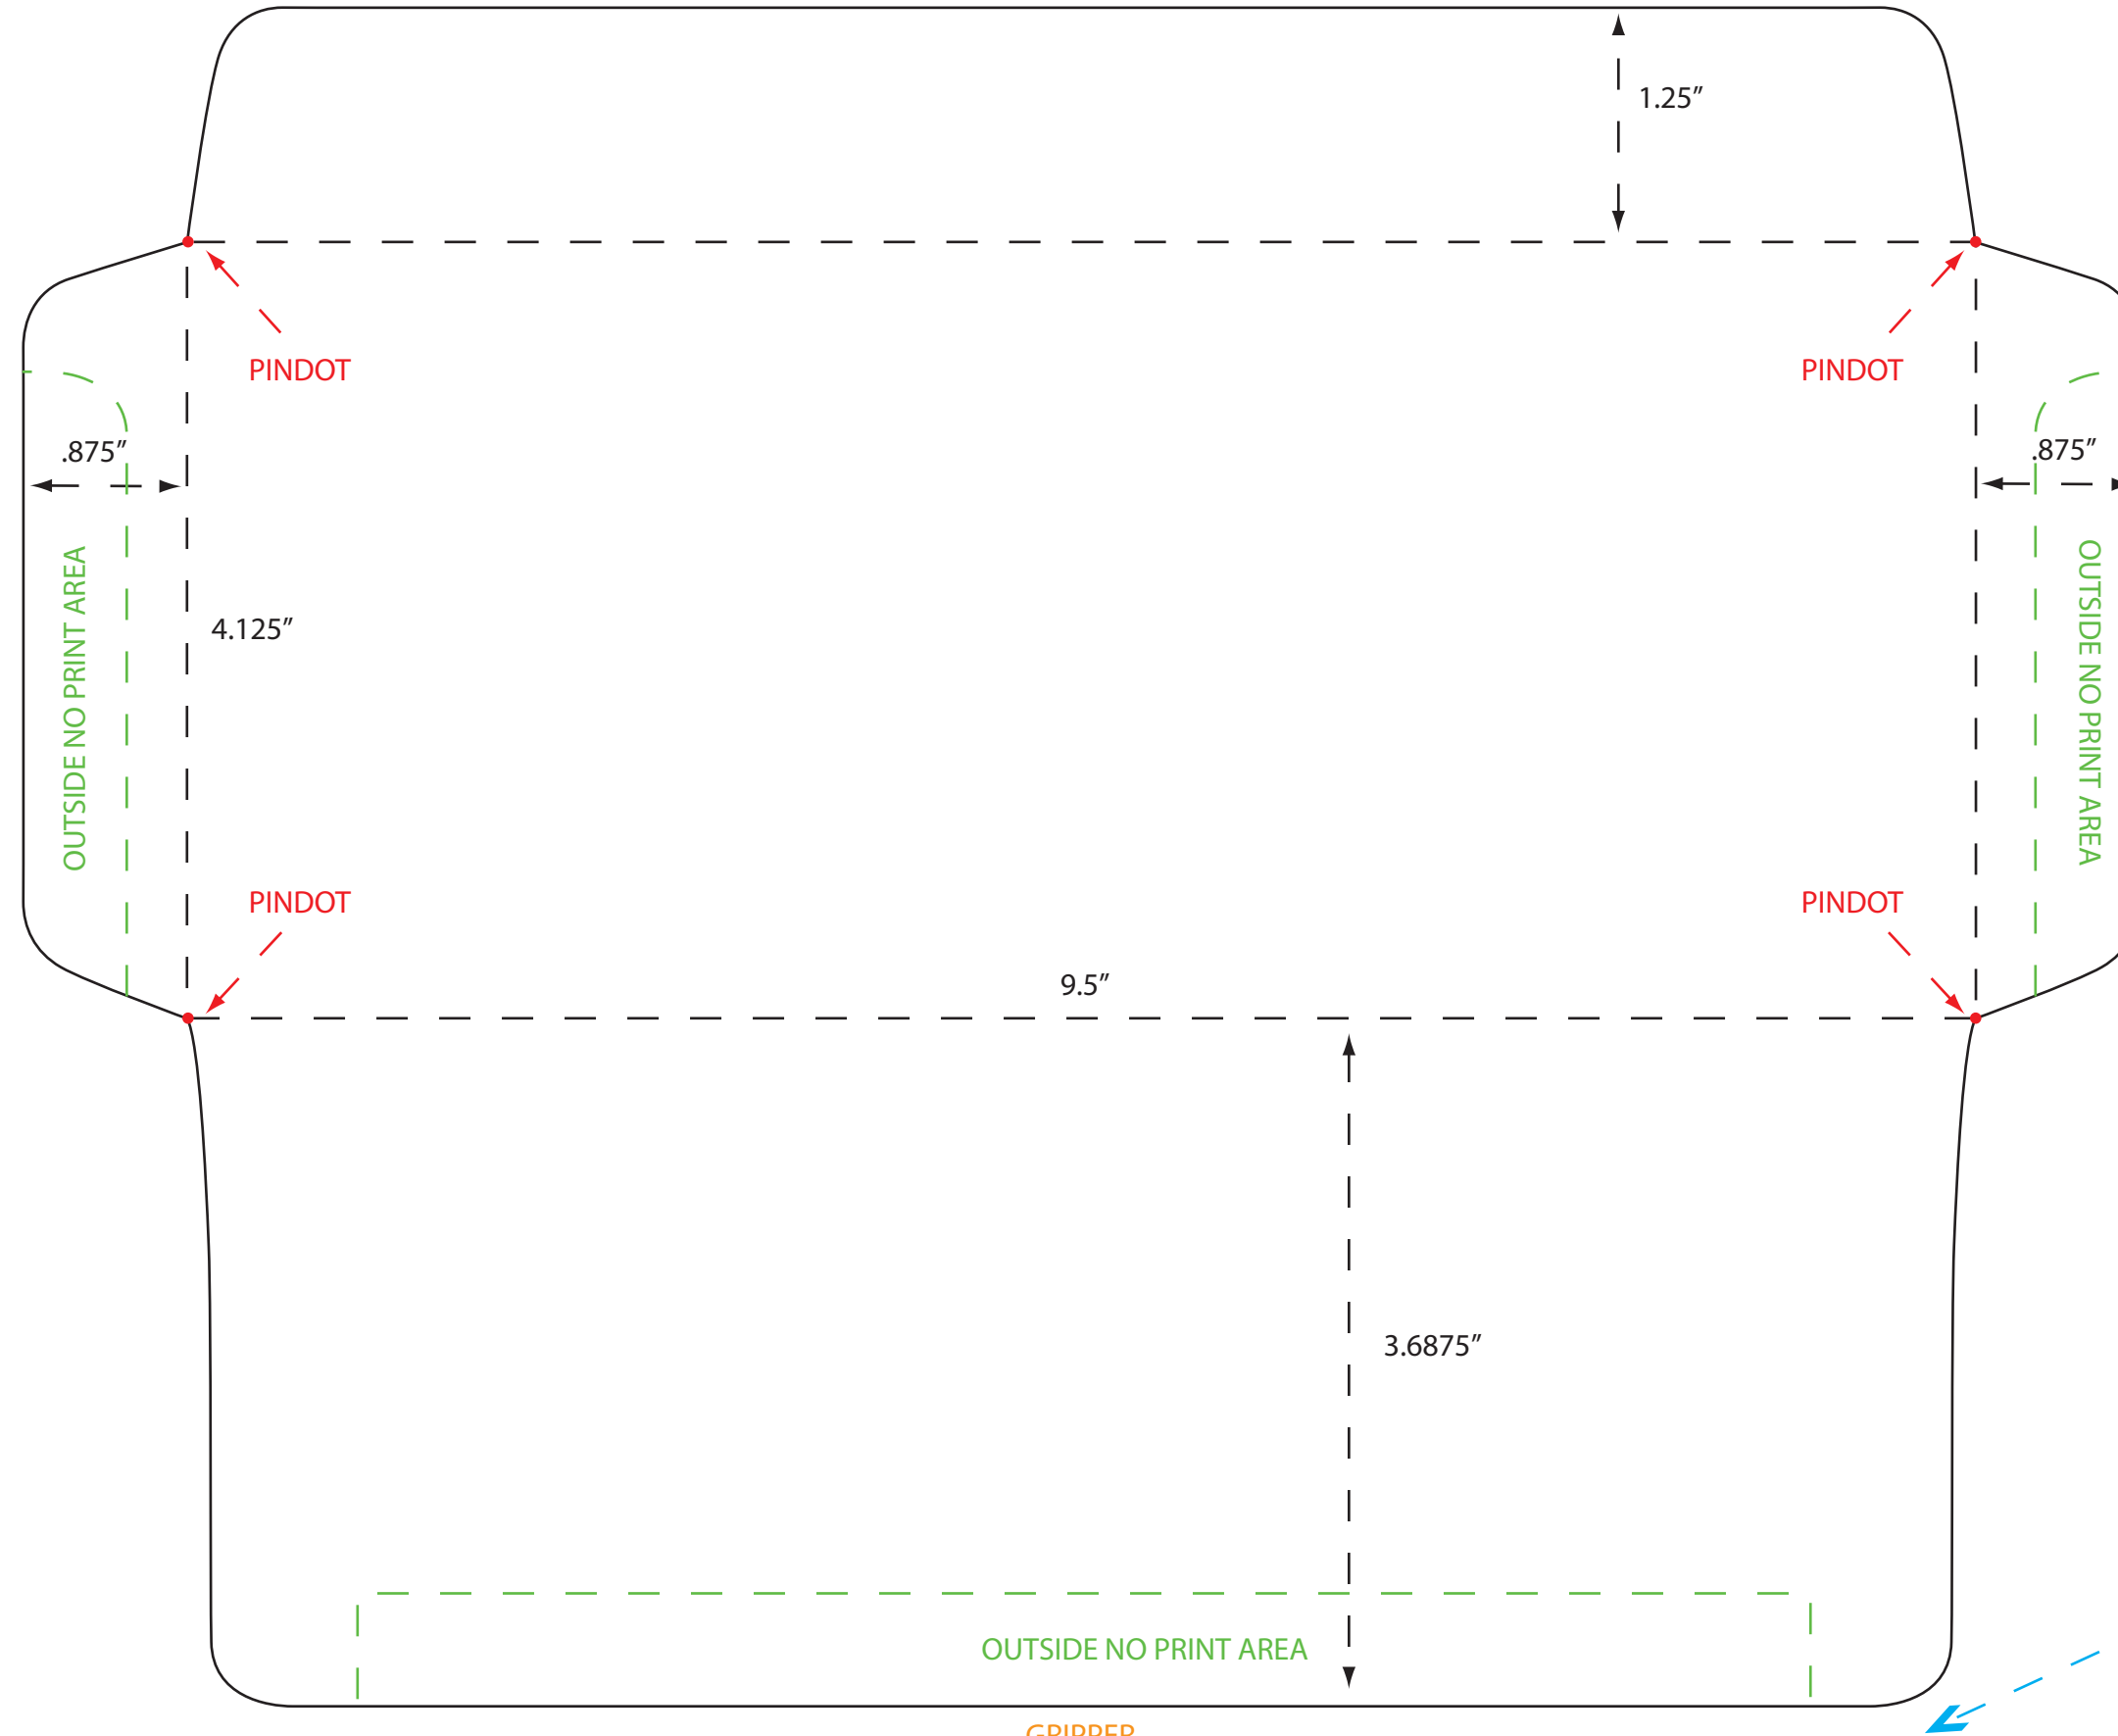 1.25″
PINDOT
PINDOT
.875″
.875″
OUTSIDE NO PRINT AREA
OUTSIDE NO PRINT AREA
4.125″
PINDOT
PINDOT
9.5″
3.6875″
OUTSIDE NO PRINT AREA
GRIPPER